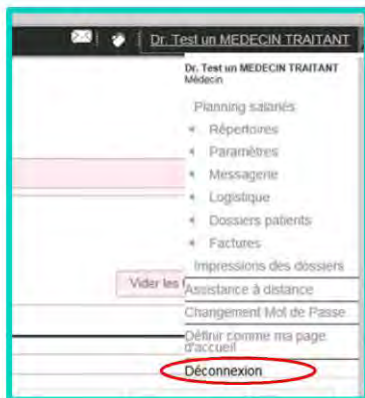 Dr. Test un MEDECIN TRAITANT
Dr. Test un MEDECIN TRAITANT
Médecin
Planning salariés
Répertoires
Paramètres
Messagerie
Logistique
Dossiers patients
Factures
Impressions des dossiers
Vider les
Assistance à distance
Changement Mot de Passe
Définir comme ma page
d'accueil
Déconnexion